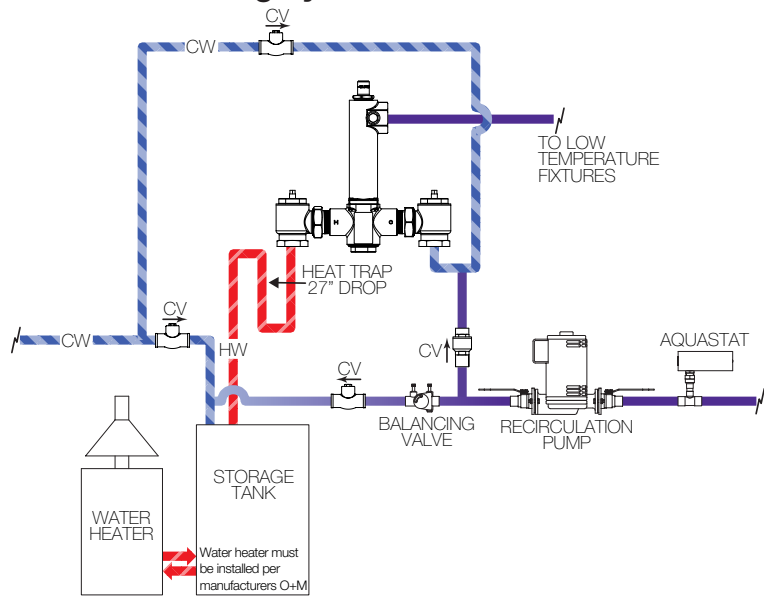 CV
CW
TO LOW
TEMPERATURE
FIXTURES
H
C
HEAT TRAP
27" DROP
CV
CW
HW
CV
CV
AQUASTAT
BALANCING
VALVE
RECIRCULATION
PUMP
STORAGE
TANK
WATER
HEATER
Water heater must
be installed per
manufacturers O+M